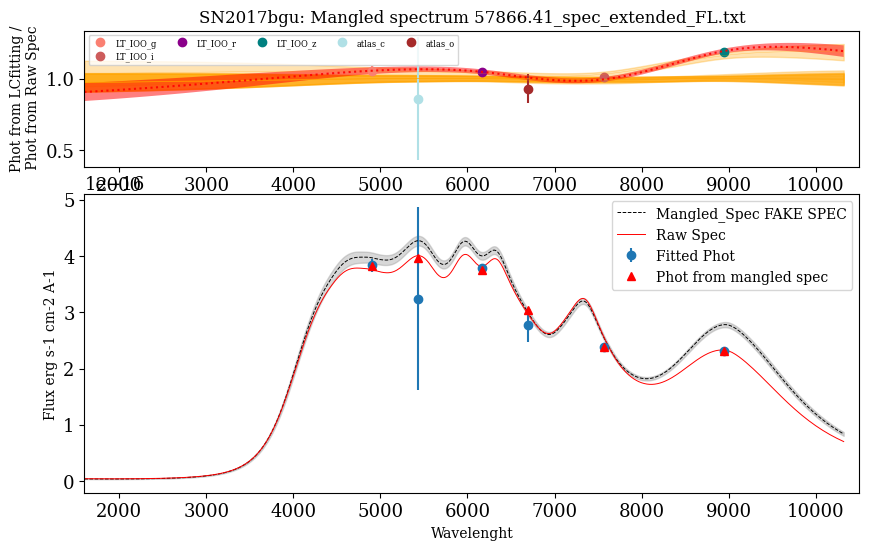 SN2017bgu: Mangled spectrum 57866.41_spec_extended_FL.txt
Phot from LCfitting /
Phot from Raw Spec
LT_IOO_g
LT_IOO_i
LT_IOO_r
LT_IOO_z
atlas_c
atlas_o
1.0
0.5
2000 3000 4000 5000 6000 7000 8000 9000 10000
1e−16
Flux erg s-1 cm-2 A-1
5
4
3
2
1
0
Mangled_Spec FAKE SPEC
Raw Spec
Fitted Phot
Phot from mangled spec
2000 3000 4000 5000 6000 7000 8000 9000 10000
Wavelenght